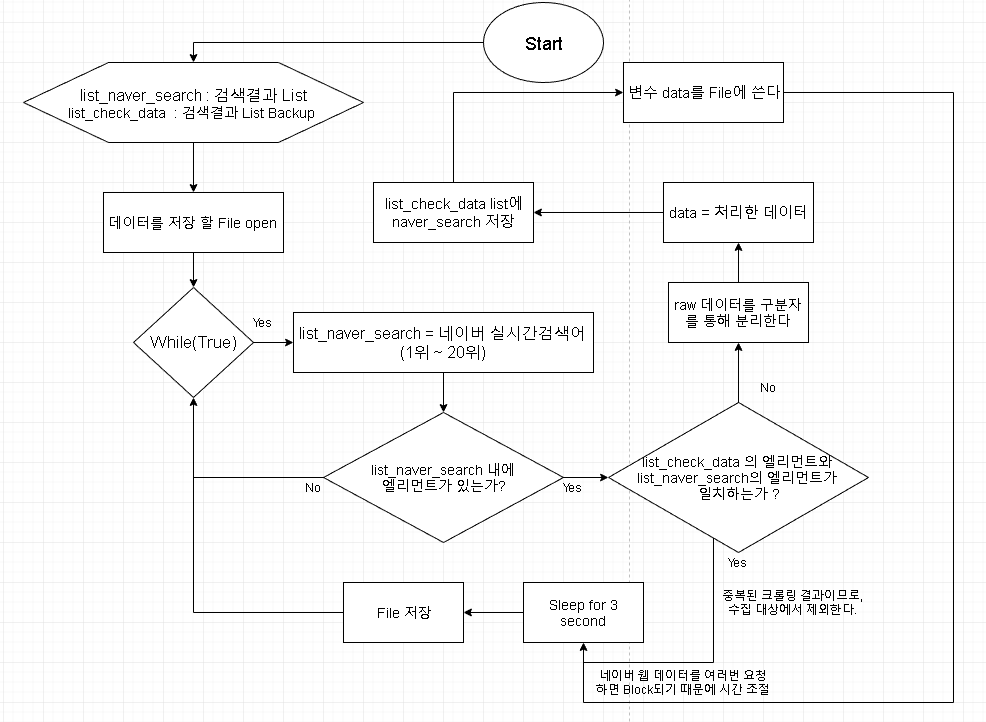 Start
list_naver_search : 검색결과 List
list_check_data : 검색결과 List Backup
데이터를 저장 할 File open
While(True)
Yes
list_naver_search = 네이버 실시간검색어
(1위 ~ 20위)
list_naver_search 내에
엘리먼트가 있는가?
No
Yes
list_check_data 의 엘리먼트와
list_naver_search의 엘리먼트가
일치하는가 ?
No
raw 데이터를 구분자
를 통해 분리한다
data = 처리한 데이터
list_check_data list에
naver_search 저장
변수 data를 File에 쓴다
Yes
중복된 크롤링 결과이므로,
수집 대상에서 제외한다.
Sleep for 3
second
네이버 웹 데이터를 여러번 요청
하면 Block되기 때문에 시간 조절
File 저장